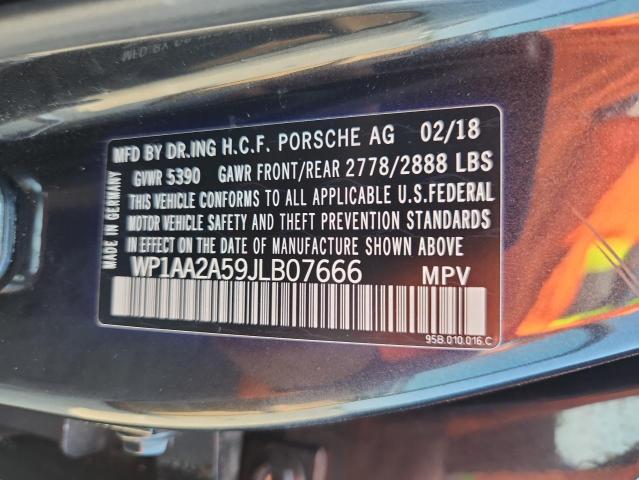 MFD BY DR.ING H.C.F. PORSCHE AG 02/18
GVWR 5390 GAWR FRONT/REAR 2778/2888 LBS
THIS VEHICLE CONFORMS TO ALL APPLICABLE U.S.FEDERAL
MOTOR VEHICLE SAFETY AND THEFT PREVENTION STANDARDS
IN EFFECT ON THE DATE OF MANUFACTURE SHOWN ABOVE
WP1AA2A59JLB07666 MPV
95B.010.016.C
MADE IN GERMANY